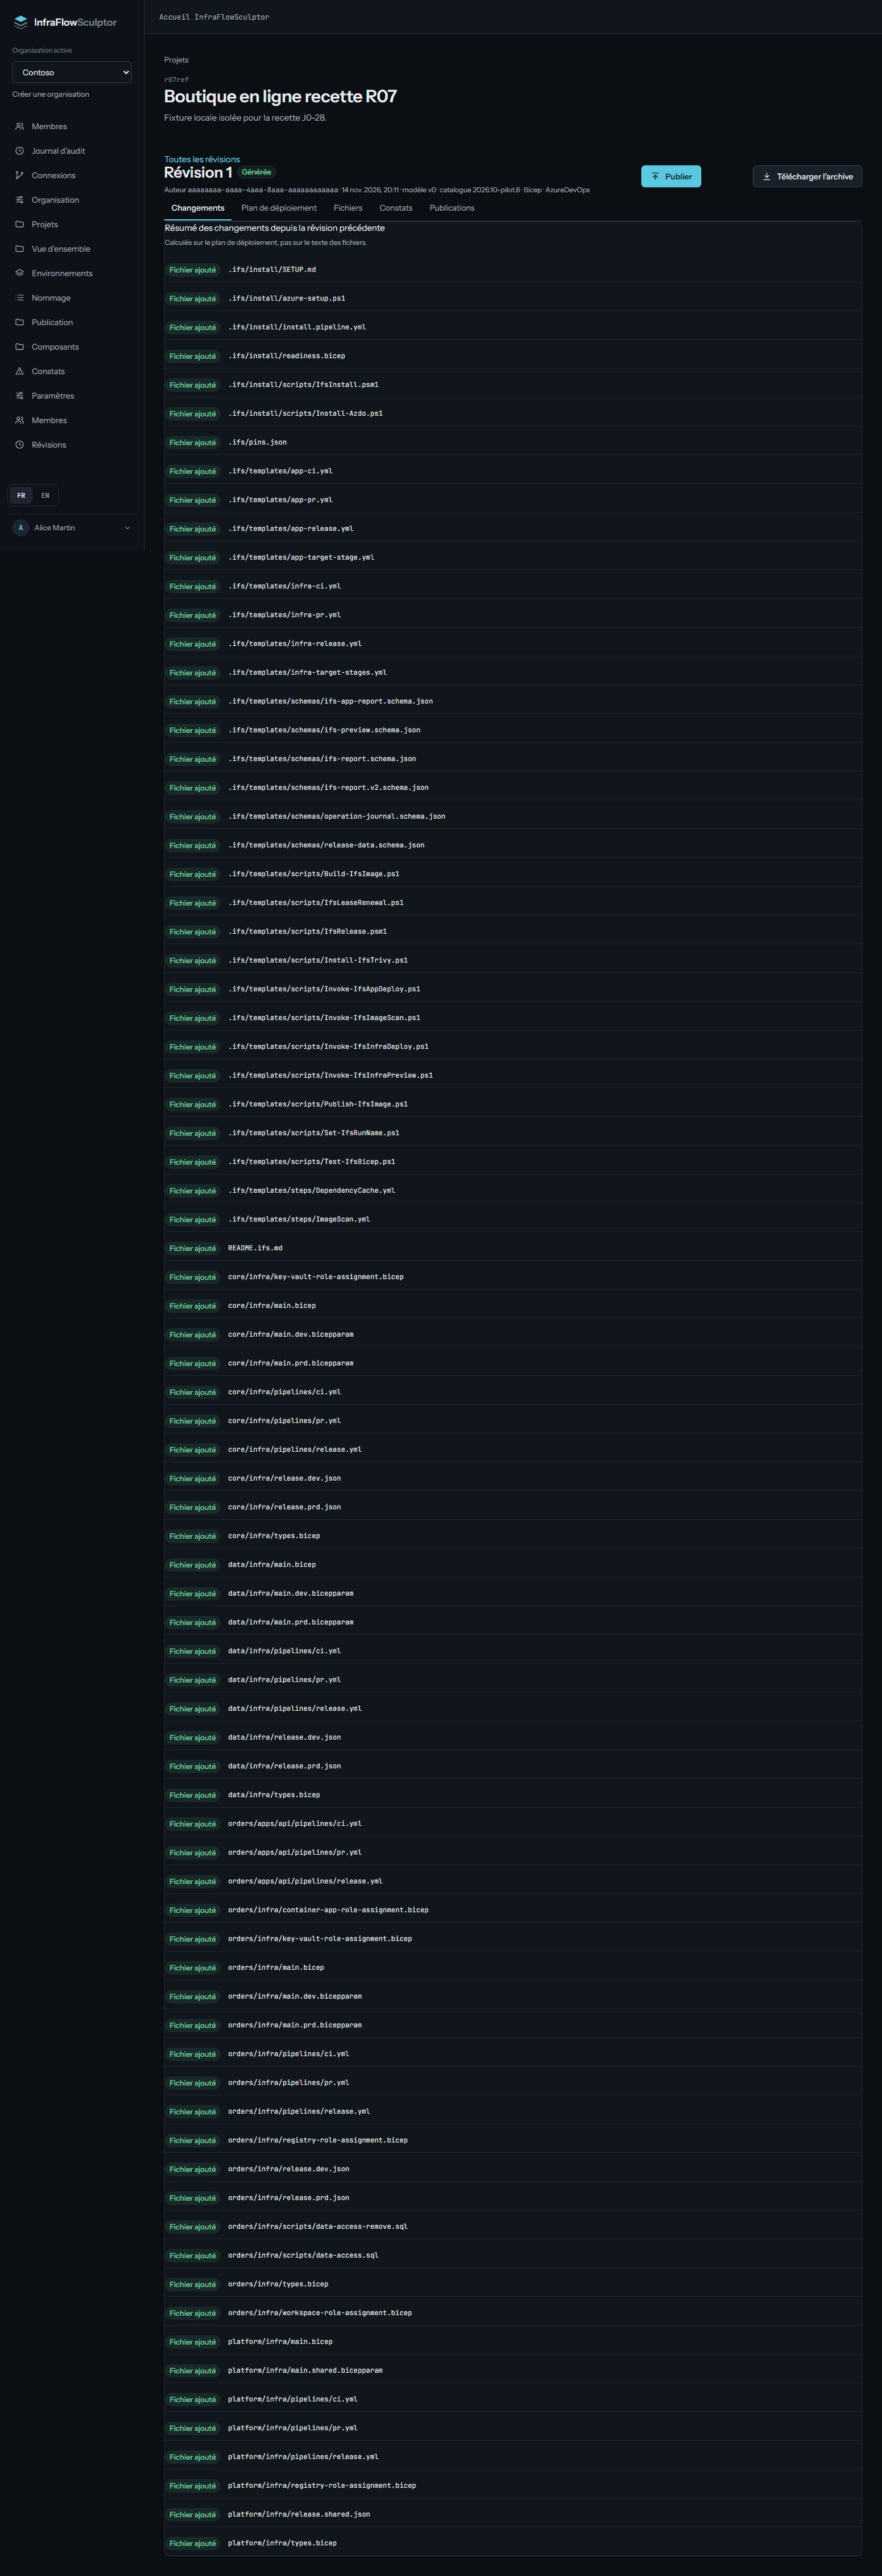 InfraFlowSculptor
Organisation active
Contoso
Créer une organisation
Membres
Journal d'audit
Connexions
Organisation
Projets
Vue d'ensemble
Environnements
Nommage
Publication
Composants
Constats
Paramètres
Membres
Révisions
FR EN
A Alice Martin
Accueil InfraFlowSculptor
Projets
r07ref
Boutique en ligne recette R07
Fixture locale isolée pour la recette J0-28.
Toutes les révisions
Révision 1 Générée
Auteur aaaaaaaa-aaaa-4aaa-8aaa-aaaaaaaaaaaa · 14 nov. 2026, 20:11 · modèle v0 · catalogue 2026.10-pilot.6 · Bicep · AzureDevOps
Publier
Télécharger l'archive
Changements Plan de déploiement Fichiers Constats Publications
Résumé des changements depuis la révision précédente
Calculés sur le plan de déploiement, pas sur le texte des fichiers.
Fichier ajouté .ifs/install/SETUP.md
Fichier ajouté .ifs/install/azure-setup.ps1
Fichier ajouté .ifs/install/install.pipeline.yml
Fichier ajouté .ifs/install/readiness.bicep
Fichier ajouté .ifs/install/scripts/IfsInstall.psm1
Fichier ajouté .ifs/install/scripts/Install-Azdo.ps1
Fichier ajouté .ifs/pins.json
Fichier ajouté .ifs/templates/app-ci.yml
Fichier ajouté .ifs/templates/app-pr.yml
Fichier ajouté .ifs/templates/app-release.yml
Fichier ajouté .ifs/templates/app-target-stage.yml
Fichier ajouté .ifs/templates/infra-ci.yml
Fichier ajouté .ifs/templates/infra-pr.yml
Fichier ajouté .ifs/templates/infra-release.yml
Fichier ajouté .ifs/templates/infra-target-stages.yml
Fichier ajouté .ifs/templates/schemas/ifs-app-report.schema.json
Fichier ajouté .ifs/templates/schemas/ifs-preview.schema.json
Fichier ajouté .ifs/templates/schemas/ifs-report.schema.json
Fichier ajouté .ifs/templates/schemas/ifs-report.v2.schema.json
Fichier ajouté .ifs/templates/schemas/operation-journal.schema.json
Fichier ajouté .ifs/templates/schemas/release-data.schema.json
Fichier ajouté .ifs/templates/scripts/Build-IfsImage.ps1
Fichier ajouté .ifs/templates/scripts/IfsLeaseRenewal.ps1
Fichier ajouté .ifs/templates/scripts/IfsRelease.psm1
Fichier ajouté .ifs/templates/scripts/Install-IfsTrivy.ps1
Fichier ajouté .ifs/templates/scripts/Invoke-IfsAppDeploy.ps1
Fichier ajouté .ifs/templates/scripts/Invoke-IfsImageScan.ps1
Fichier ajouté .ifs/templates/scripts/Invoke-IfsInfraDeploy.ps1
Fichier ajouté .ifs/templates/scripts/Invoke-IfsInfraPreview.ps1
Fichier ajouté .ifs/templates/scripts/Publish-IfsImage.ps1
Fichier ajouté .ifs/templates/scripts/Set-IfsRunName.ps1
Fichier ajouté .ifs/templates/scripts/Test-IfsBicep.ps1
Fichier ajouté .ifs/templates/steps/DependencyCache.yml
Fichier ajouté .ifs/templates/steps/ImageScan.yml
Fichier ajouté README.ifs.md
Fichier ajouté core/infra/key-vault-role-assignment.bicep
Fichier ajouté core/infra/main.bicep
Fichier ajouté core/infra/main.dev.bicepparam
Fichier ajouté core/infra/main.prd.bicepparam
Fichier ajouté core/infra/pipelines/ci.yml
Fichier ajouté core/infra/pipelines/pr.yml
Fichier ajouté core/infra/pipelines/release.yml
Fichier ajouté core/infra/release.dev.json
Fichier ajouté core/infra/release.prd.json
Fichier ajouté core/infra/types.bicep
Fichier ajouté data/infra/main.bicep
Fichier ajouté data/infra/main.dev.bicepparam
Fichier ajouté data/infra/main.prd.bicepparam
Fichier ajouté data/infra/pipelines/ci.yml
Fichier ajouté data/infra/pipelines/pr.yml
Fichier ajouté data/infra/pipelines/release.yml
Fichier ajouté data/infra/release.dev.json
Fichier ajouté data/infra/release.prd.json
Fichier ajouté data/infra/types.bicep
Fichier ajouté orders/apps/api/pipelines/ci.yml
Fichier ajouté orders/apps/api/pipelines/pr.yml
Fichier ajouté orders/apps/api/pipelines/release.yml
Fichier ajouté orders/infra/container-app-role-assignment.bicep
Fichier ajouté orders/infra/key-vault-role-assignment.bicep
Fichier ajouté orders/infra/main.bicep
Fichier ajouté orders/infra/main.dev.bicepparam
Fichier ajouté orders/infra/main.prd.bicepparam
Fichier ajouté orders/infra/pipelines/ci.yml
Fichier ajouté orders/infra/pipelines/pr.yml
Fichier ajouté orders/infra/pipelines/release.yml
Fichier ajouté orders/infra/registry-role-assignment.bicep
Fichier ajouté orders/infra/release.dev.json
Fichier ajouté orders/infra/release.prd.json
Fichier ajouté orders/infra/scripts/data-access-remove.sql
Fichier ajouté orders/infra/scripts/data-access.sql
Fichier ajouté orders/infra/types.bicep
Fichier ajouté orders/infra/workspace-role-assignment.bicep
Fichier ajouté platform/infra/main.bicep
Fichier ajouté platform/infra/main.shared.bicepparam
Fichier ajouté platform/infra/pipelines/ci.yml
Fichier ajouté platform/infra/pipelines/pr.yml
Fichier ajouté platform/infra/pipelines/release.yml
Fichier ajouté platform/infra/registry-role-assignment.bicep
Fichier ajouté platform/infra/release.shared.json
Fichier ajouté platform/infra/types.bicep